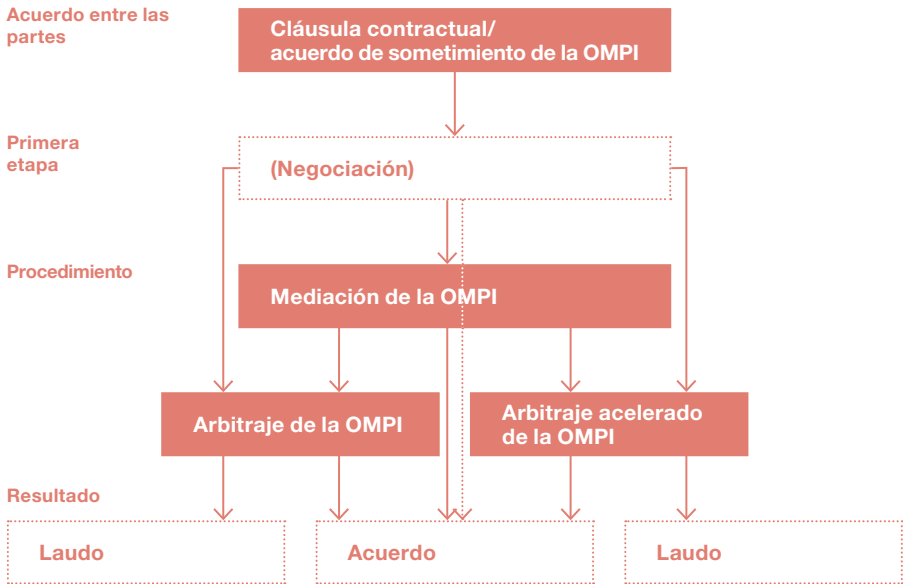 Acuerdo entre las
partes
Cláusula contractual/
acuerdo de sometimiento de la OMPI
Primera
etapa
(Negociación)
Procedimiento
Mediación de la OMPI
Arbitraje de la OMPI
Arbitraje acelerado
de la OMPI
Resultado
Laudo
Acuerdo
Laudo